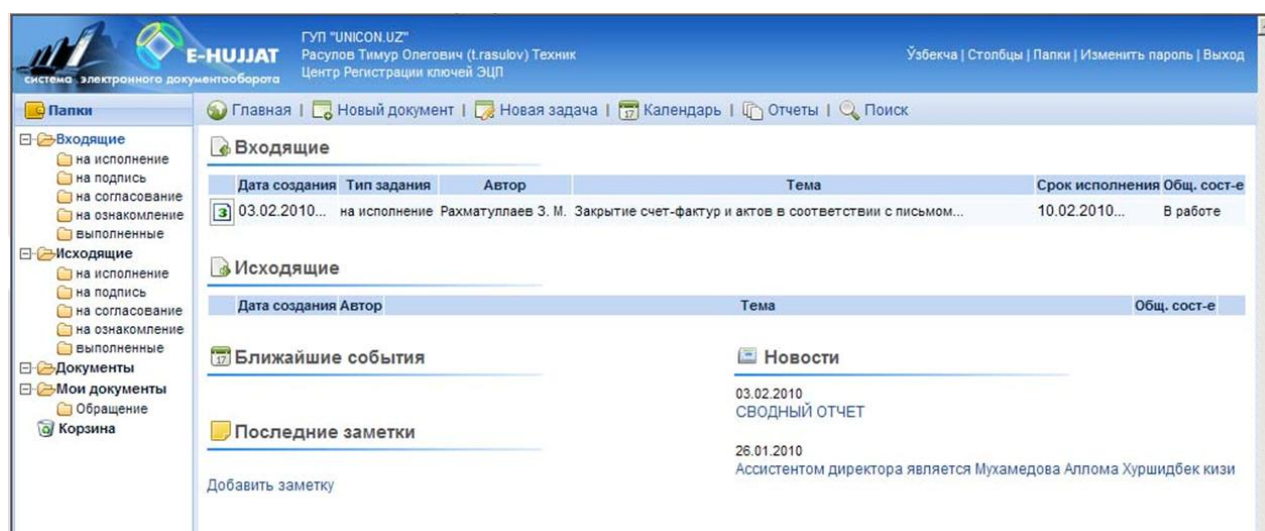 E-HUJJAT
система электронного документооборота
ГУП "UNICON.UZ"
Расулов Тимур Олегович (t.rasulov) Техник
Центр Регистрации ключей ЭЦП
Ўзбекча | Столбцы | Папки | Изменить пароль | Выход
Папки
Главная | Новый документ | Новая задача | 17 Календарь | Отчеты | Поиск
Входящие
на исполнение
на подпись
на согласование
на ознакомление
выполненные
Исходящие
на исполнение
на подпись
на согласование
на ознакомление
выполненные
Документы
Мои документы
Обращение
Корзина
Входящие
Дата создания Тип задания Автор Тема Срок исполнения Общ. сост-е
3 03.02.2010... на исполнение Рахматуллаев З. М. Закрытие счет-фактур и актов в соответствии с письмом... 10.02.2010... В работе
Исходящие
Дата создания Автор Тема Общ. сост-е
17 Ближайшие события
Последние заметки
Добавить заметку
Новости
03.02.2010
СВОДНЫЙ ОТЧЕТ
26.01.2010
Ассистентом директора является Мухамедова Аллома Хуршидбек кизи